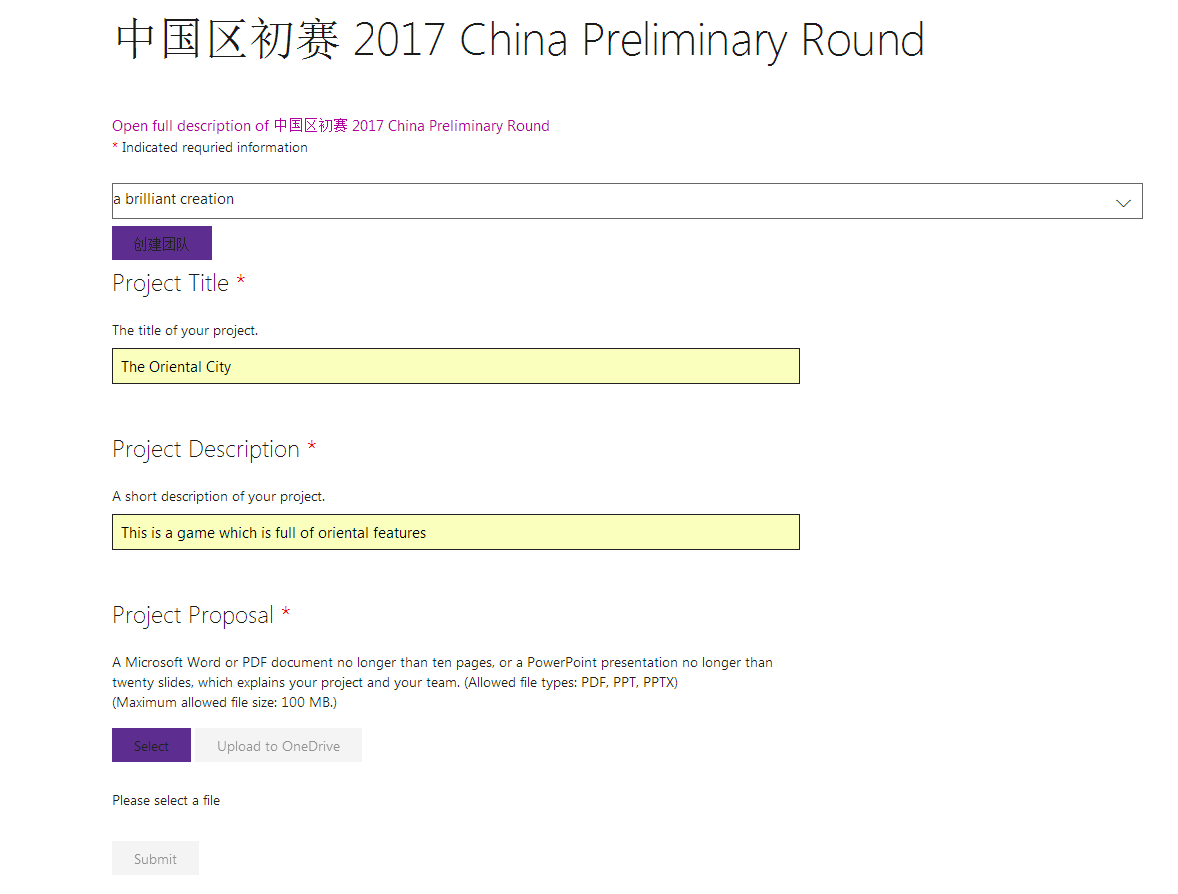 中国区初赛 2017 China Preliminary Round
Open full description of 中国区初赛 2017 China Preliminary Round
* Indicated requried information
a brilliant creation
创建团队
Project Title *
The title of your project.
The Oriental City
Project Description *
A short description of your project.
This is a game which is full of oriental features
Project Proposal *
A Microsoft Word or PDF document no longer than ten pages, or a PowerPoint presentation no longer than
twenty slides, which explains your project and your team. (Allowed file types: PDF, PPT, PPTX)
(Maximum allowed file size: 100 MB.)
Select Upload to OneDrive
Please select a file
Submit